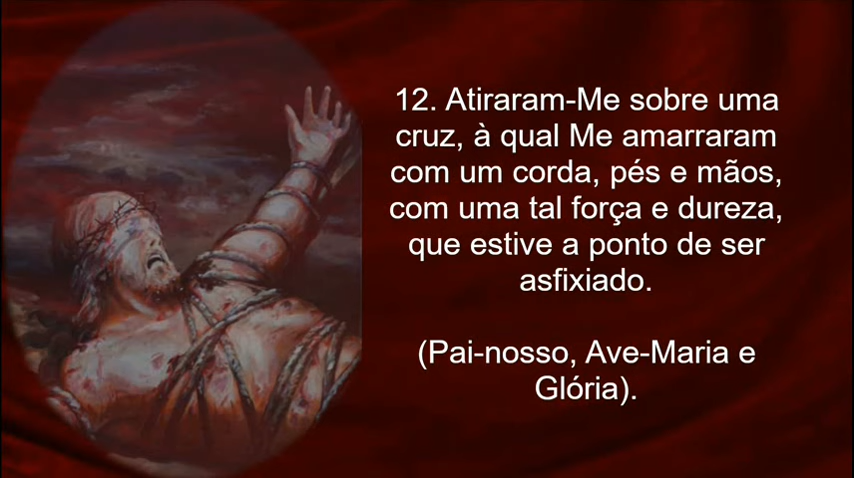 12. Atiraram-Me sobre uma
cruz, à qual Me amarraram
com um corda, pés e mãos,
com uma tal força e dureza,
que estive a ponto de ser
asfixiado.
(Pai-nosso, Ave-Maria e
Glória).